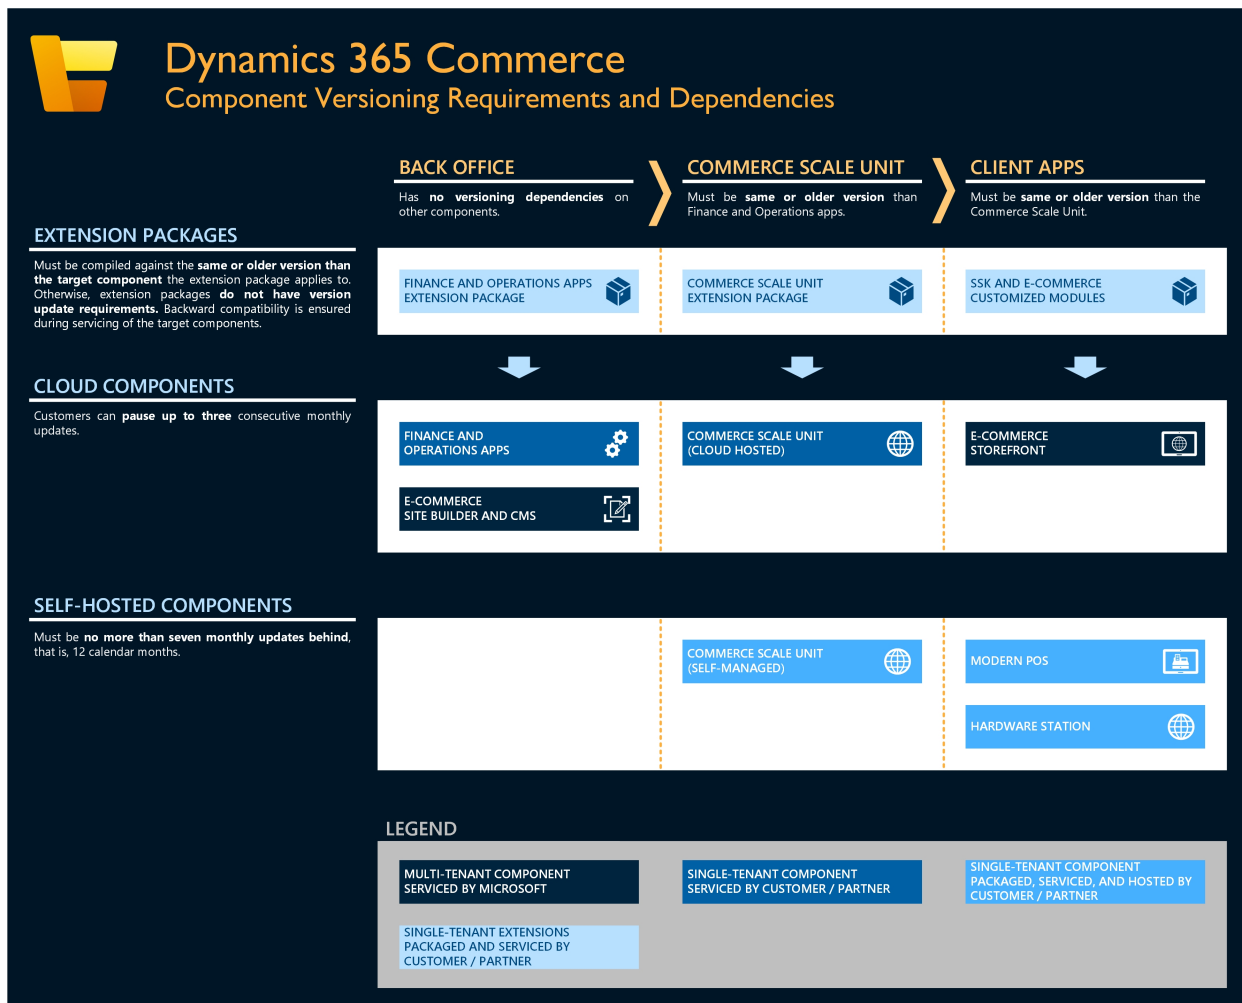 Dynamics 365 Commerce
Component Versioning Requirements and Dependencies
BACK OFFICE
Has no versioning dependencies on
other components.
COMMERCE SCALE UNIT
Must be same or older version than
Finance and Operations apps.
CLIENT APPS
Must be same or older version than the
Commerce Scale Unit.
EXTENSION PACKAGES
Must be compiled against the same or older version than
the target component the extension package applies to.
Otherwise, extension packages do not have version
update requirements. Backward compatibility is ensured
during servicing of the target components.
FINANCE AND OPERATIONS APPS
EXTENSION PACKAGE
COMMERCE SCALE UNIT
EXTENSION PACKAGE
SSK AND E-COMMERCE
CUSTOMIZED MODULES
CLOUD COMPONENTS
Customers can pause up to three consecutive monthly
updates.
FINANCE AND
OPERATIONS APPS
COMMERCE SCALE UNIT
(CLOUD HOSTED)
E-COMMERCE
STOREFRONT
E-COMMERCE
SITE BUILDER AND CMS
SELF-HOSTED COMPONENTS
Must be no more than seven monthly updates behind,
that is, 12 calendar months.
COMMERCE SCALE UNIT
(SELF-MANAGED)
MODERN POS
HARDWARE STATION
LEGEND
MULTI-TENANT COMPONENT
SERVICED BY MICROSOFT
SINGLE-TENANT COMPONENT
SERVICED BY CUSTOMER / PARTNER
SINGLE-TENANT COMPONENT
PACKAGED, SERVICED, AND HOSTED BY
CUSTOMER / PARTNER
SINGLE-TENANT EXTENSIONS
PACKAGED AND SERVICED BY
CUSTOMER / PARTNER